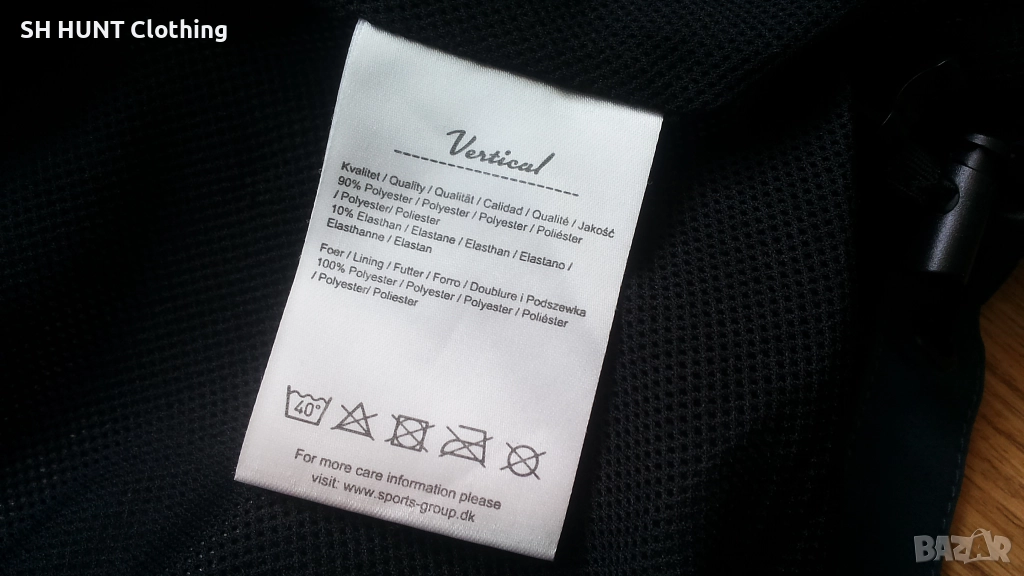 SH HUNT Clothing
Vertical
Kvalitet / Quality / Qualität / Calidad / Qualité / Jakość
90% Polyester / Polyester / Polyester / Poliéster
/ Polyester/ Poliester
10% Elasthan / Elastane / Elasthan / Elastano /
Elasthanne / Elastan
Foer / Lining / Futter / Forro / Doublure i Podszewka
100% Polyester / Polyester / Polyester / Poliéster
/ Polyester/ Poliester
40°
For more care information please
visit: www.sports-group.dk
BAZAR